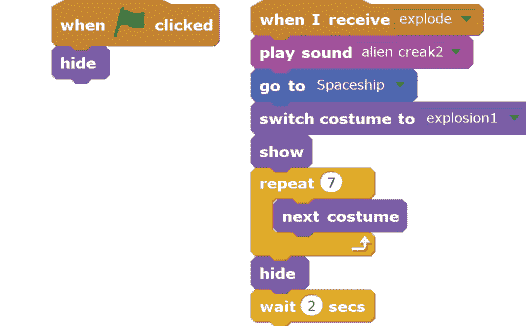 when clicked
hide
when I receive explode
play sound alien creak2
go to Spaceship
switch costume to explosion1
show
repeat 7
next costume
hide
wait 2 secs